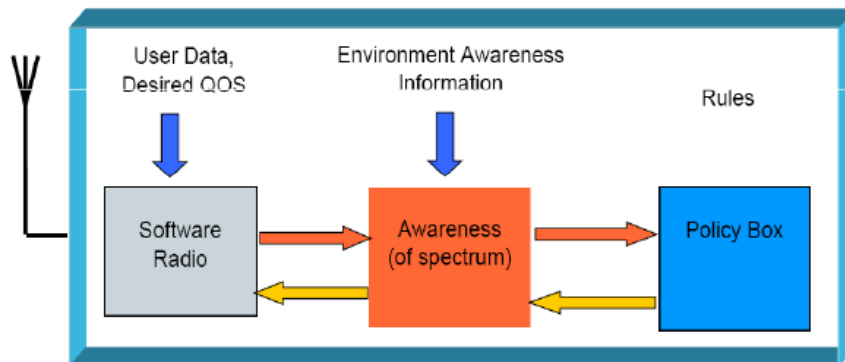 User Data,
Desired QOS
Environment Awareness
Information
Rules
Software
Radio
Awareness
(of spectrum)
Policy Box